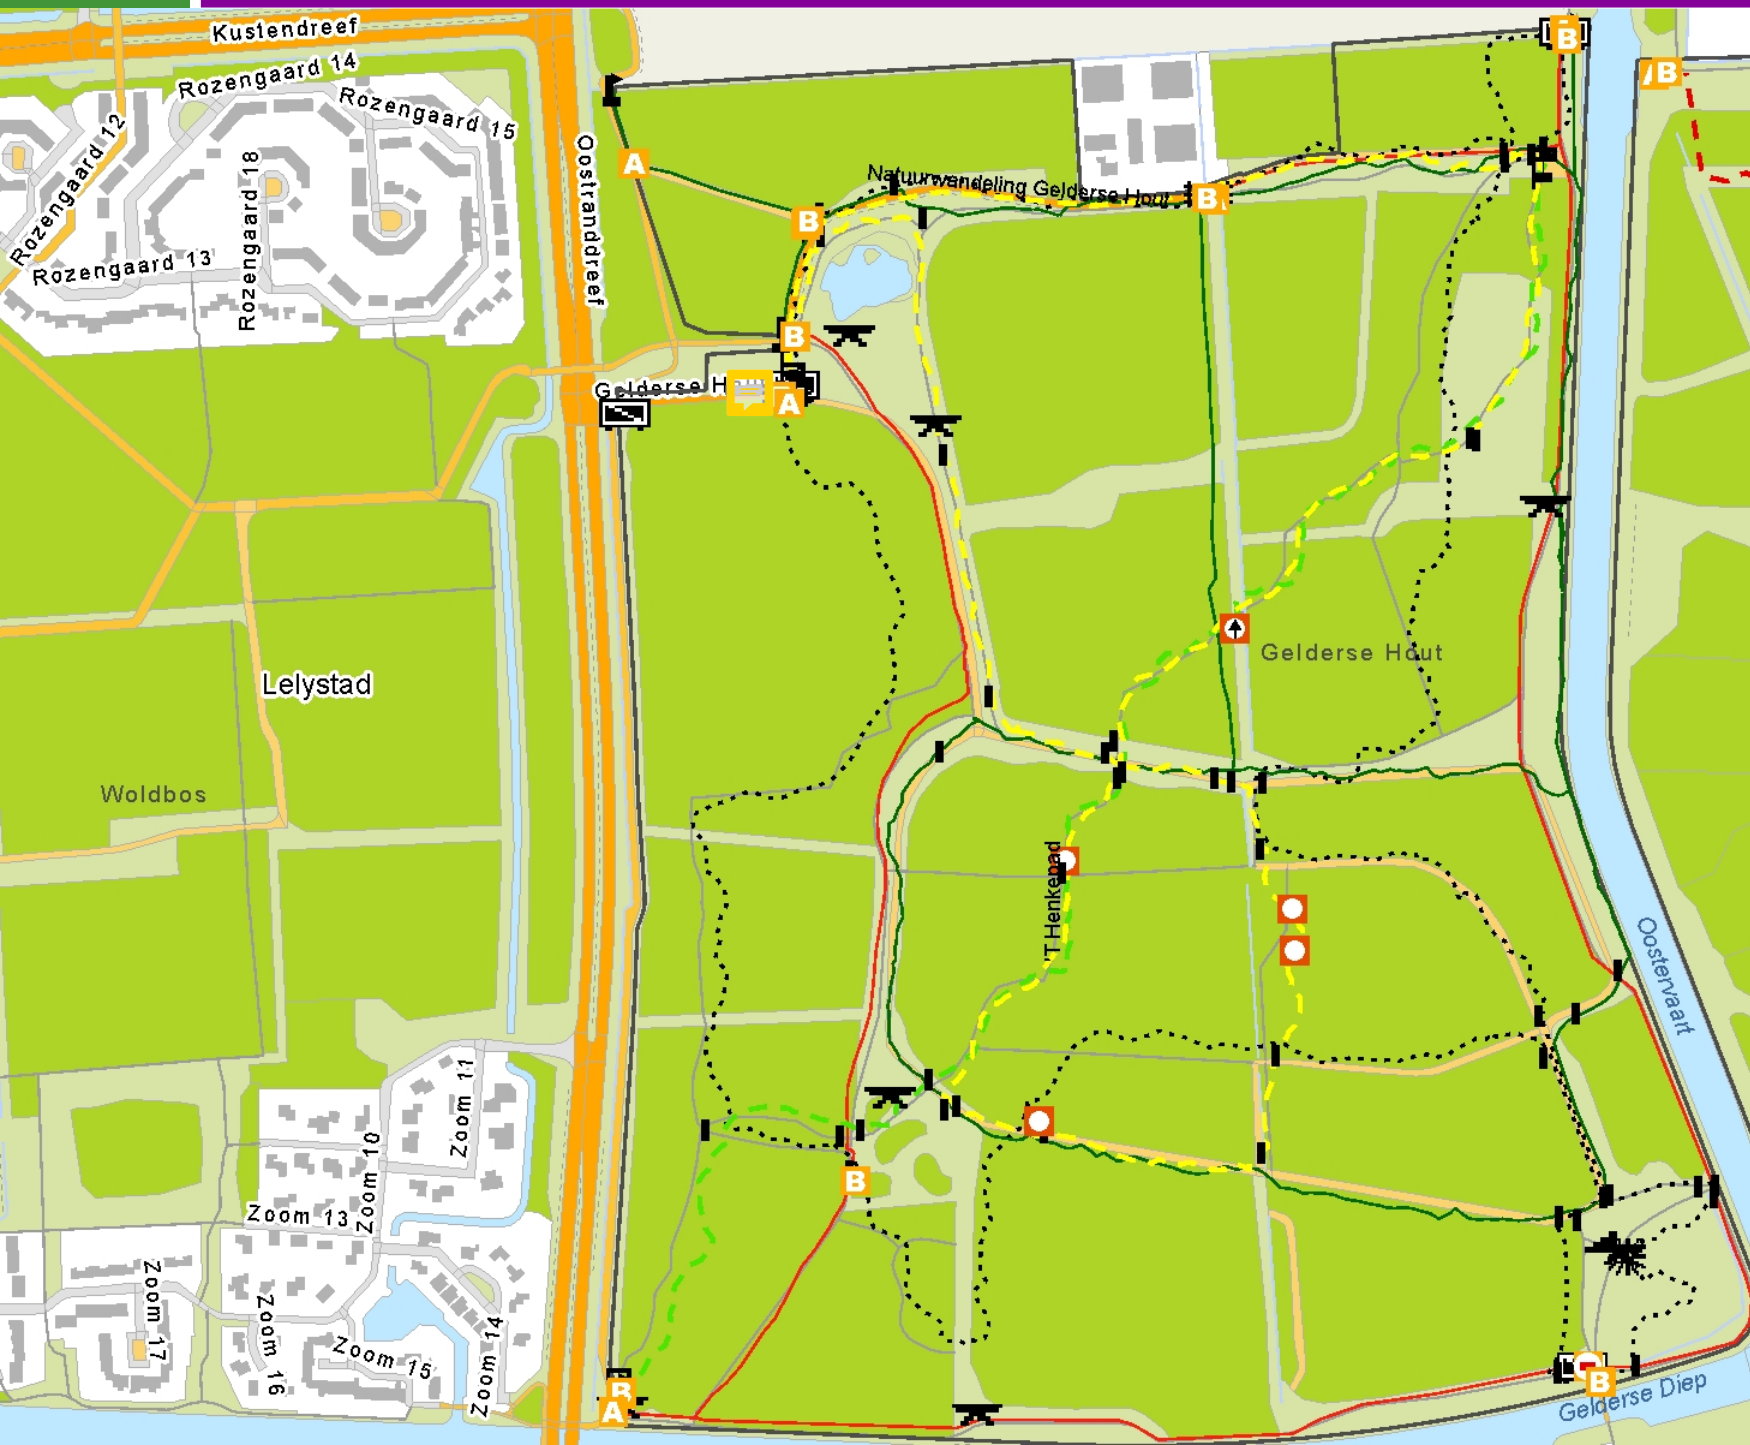 Kustendreef
Rozengaard 14
Rozengaard 15
Rozengaard 12
Rozengaard 18
Rozengaard 13
Oostranddreef
Natuurwandeling Gelderse Hout
B
B
A
B
B
B
A
Gelderse H
Gelderse Hout
Lelystad
Woldbos
'T Henkepad
Oostervaart
Zoom 11
Zoom 10
Zoom 13
B
Zoom 17
Zoom 16
Zoom 15
Zoom 14
B
A
B
Gelderse Diep